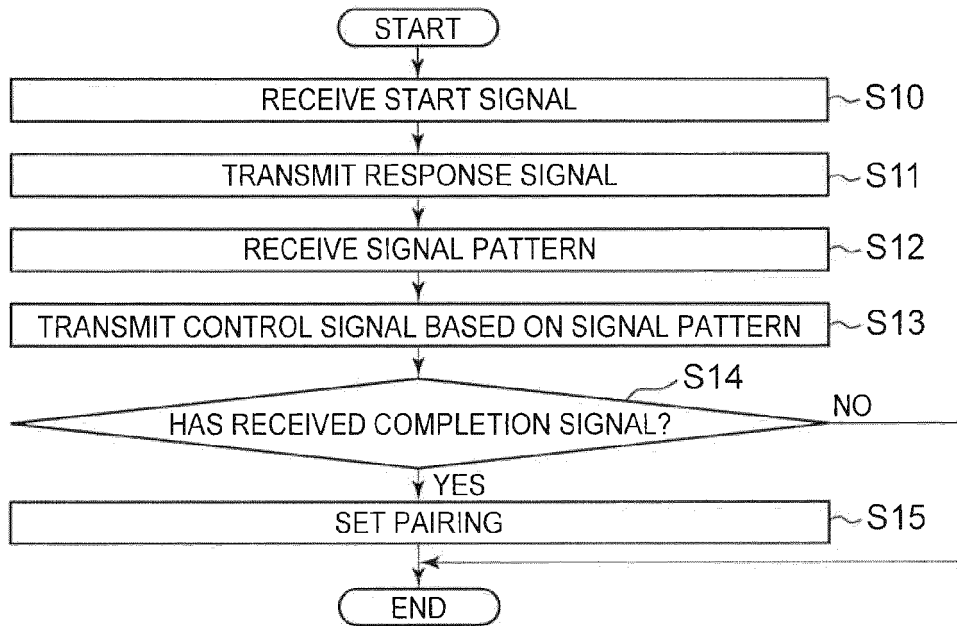 START
RECEIVE START SIGNAL
S10
TRANSMIT RESPONSE SIGNAL
S11
RECEIVE SIGNAL PATTERN
S12
TRANSMIT CONTROL SIGNAL BASED ON SIGNAL PATTERN
S13
S14
HAS RECEIVED COMPLETION SIGNAL?
NO
YES
SET PAIRING
S15
END